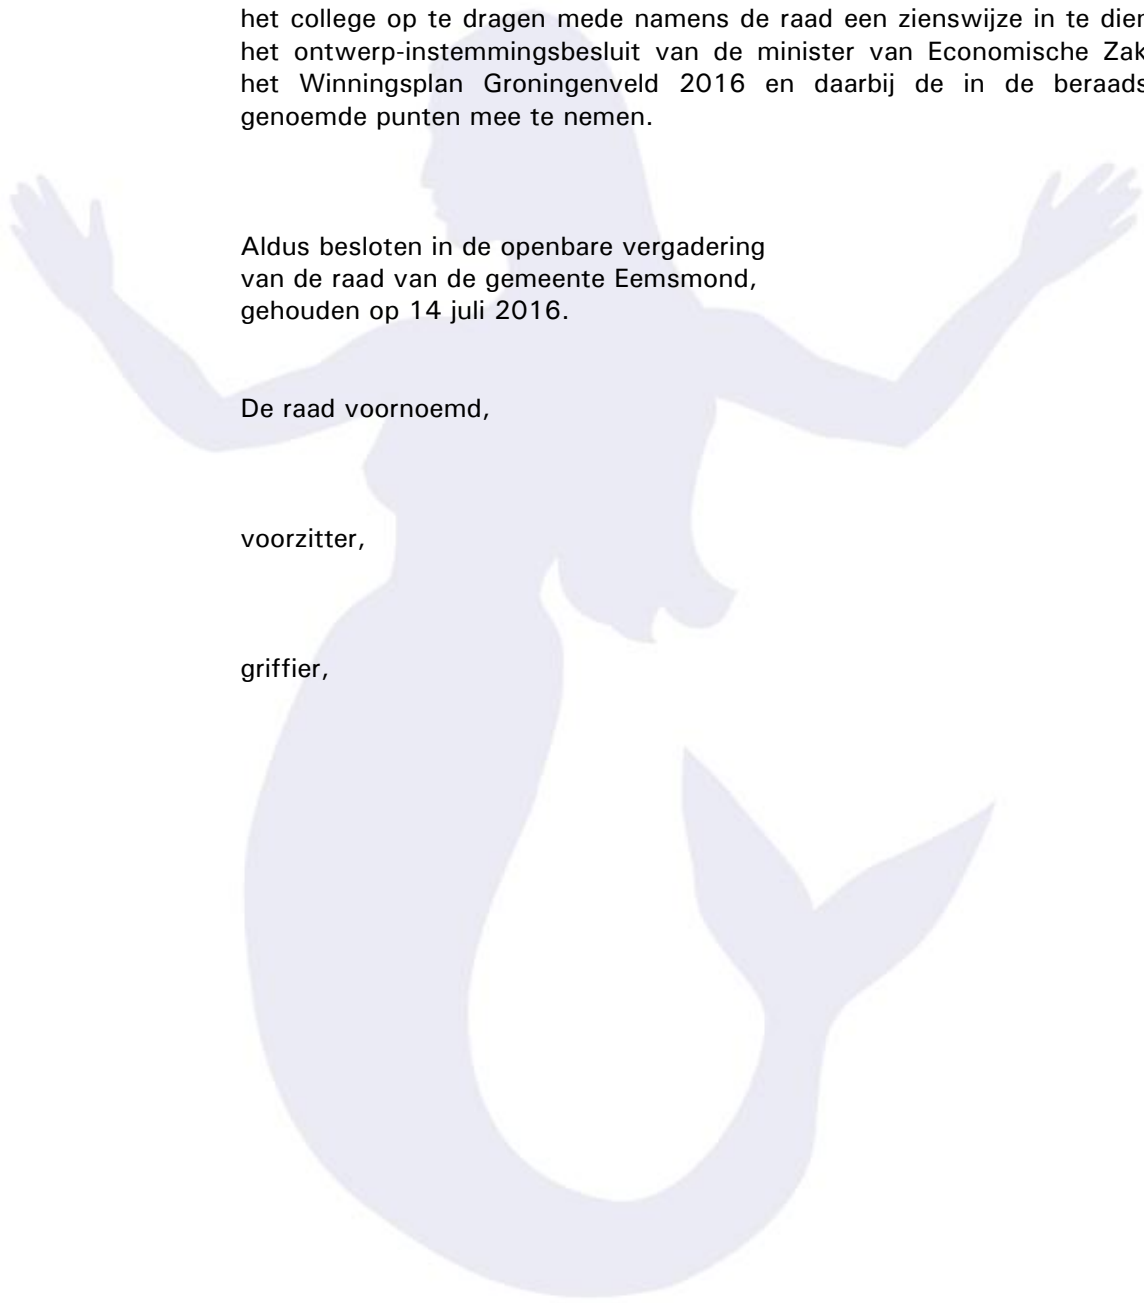 het college op te dragen mede namens de raad een zienswijze in te dien
het ontwerp-instemmingsbesluit van de minister van Economische Zak
het Winningsplan Groningenveld 2016 en daarbij de in de beraads
genoemde punten mee te nemen.
Aldus besloten in de openbare vergadering
van de raad van de gemeente Eemsmond,
gehouden op 14 juli 2016.
De raad voornoemd,
voorzitter,
griffier,